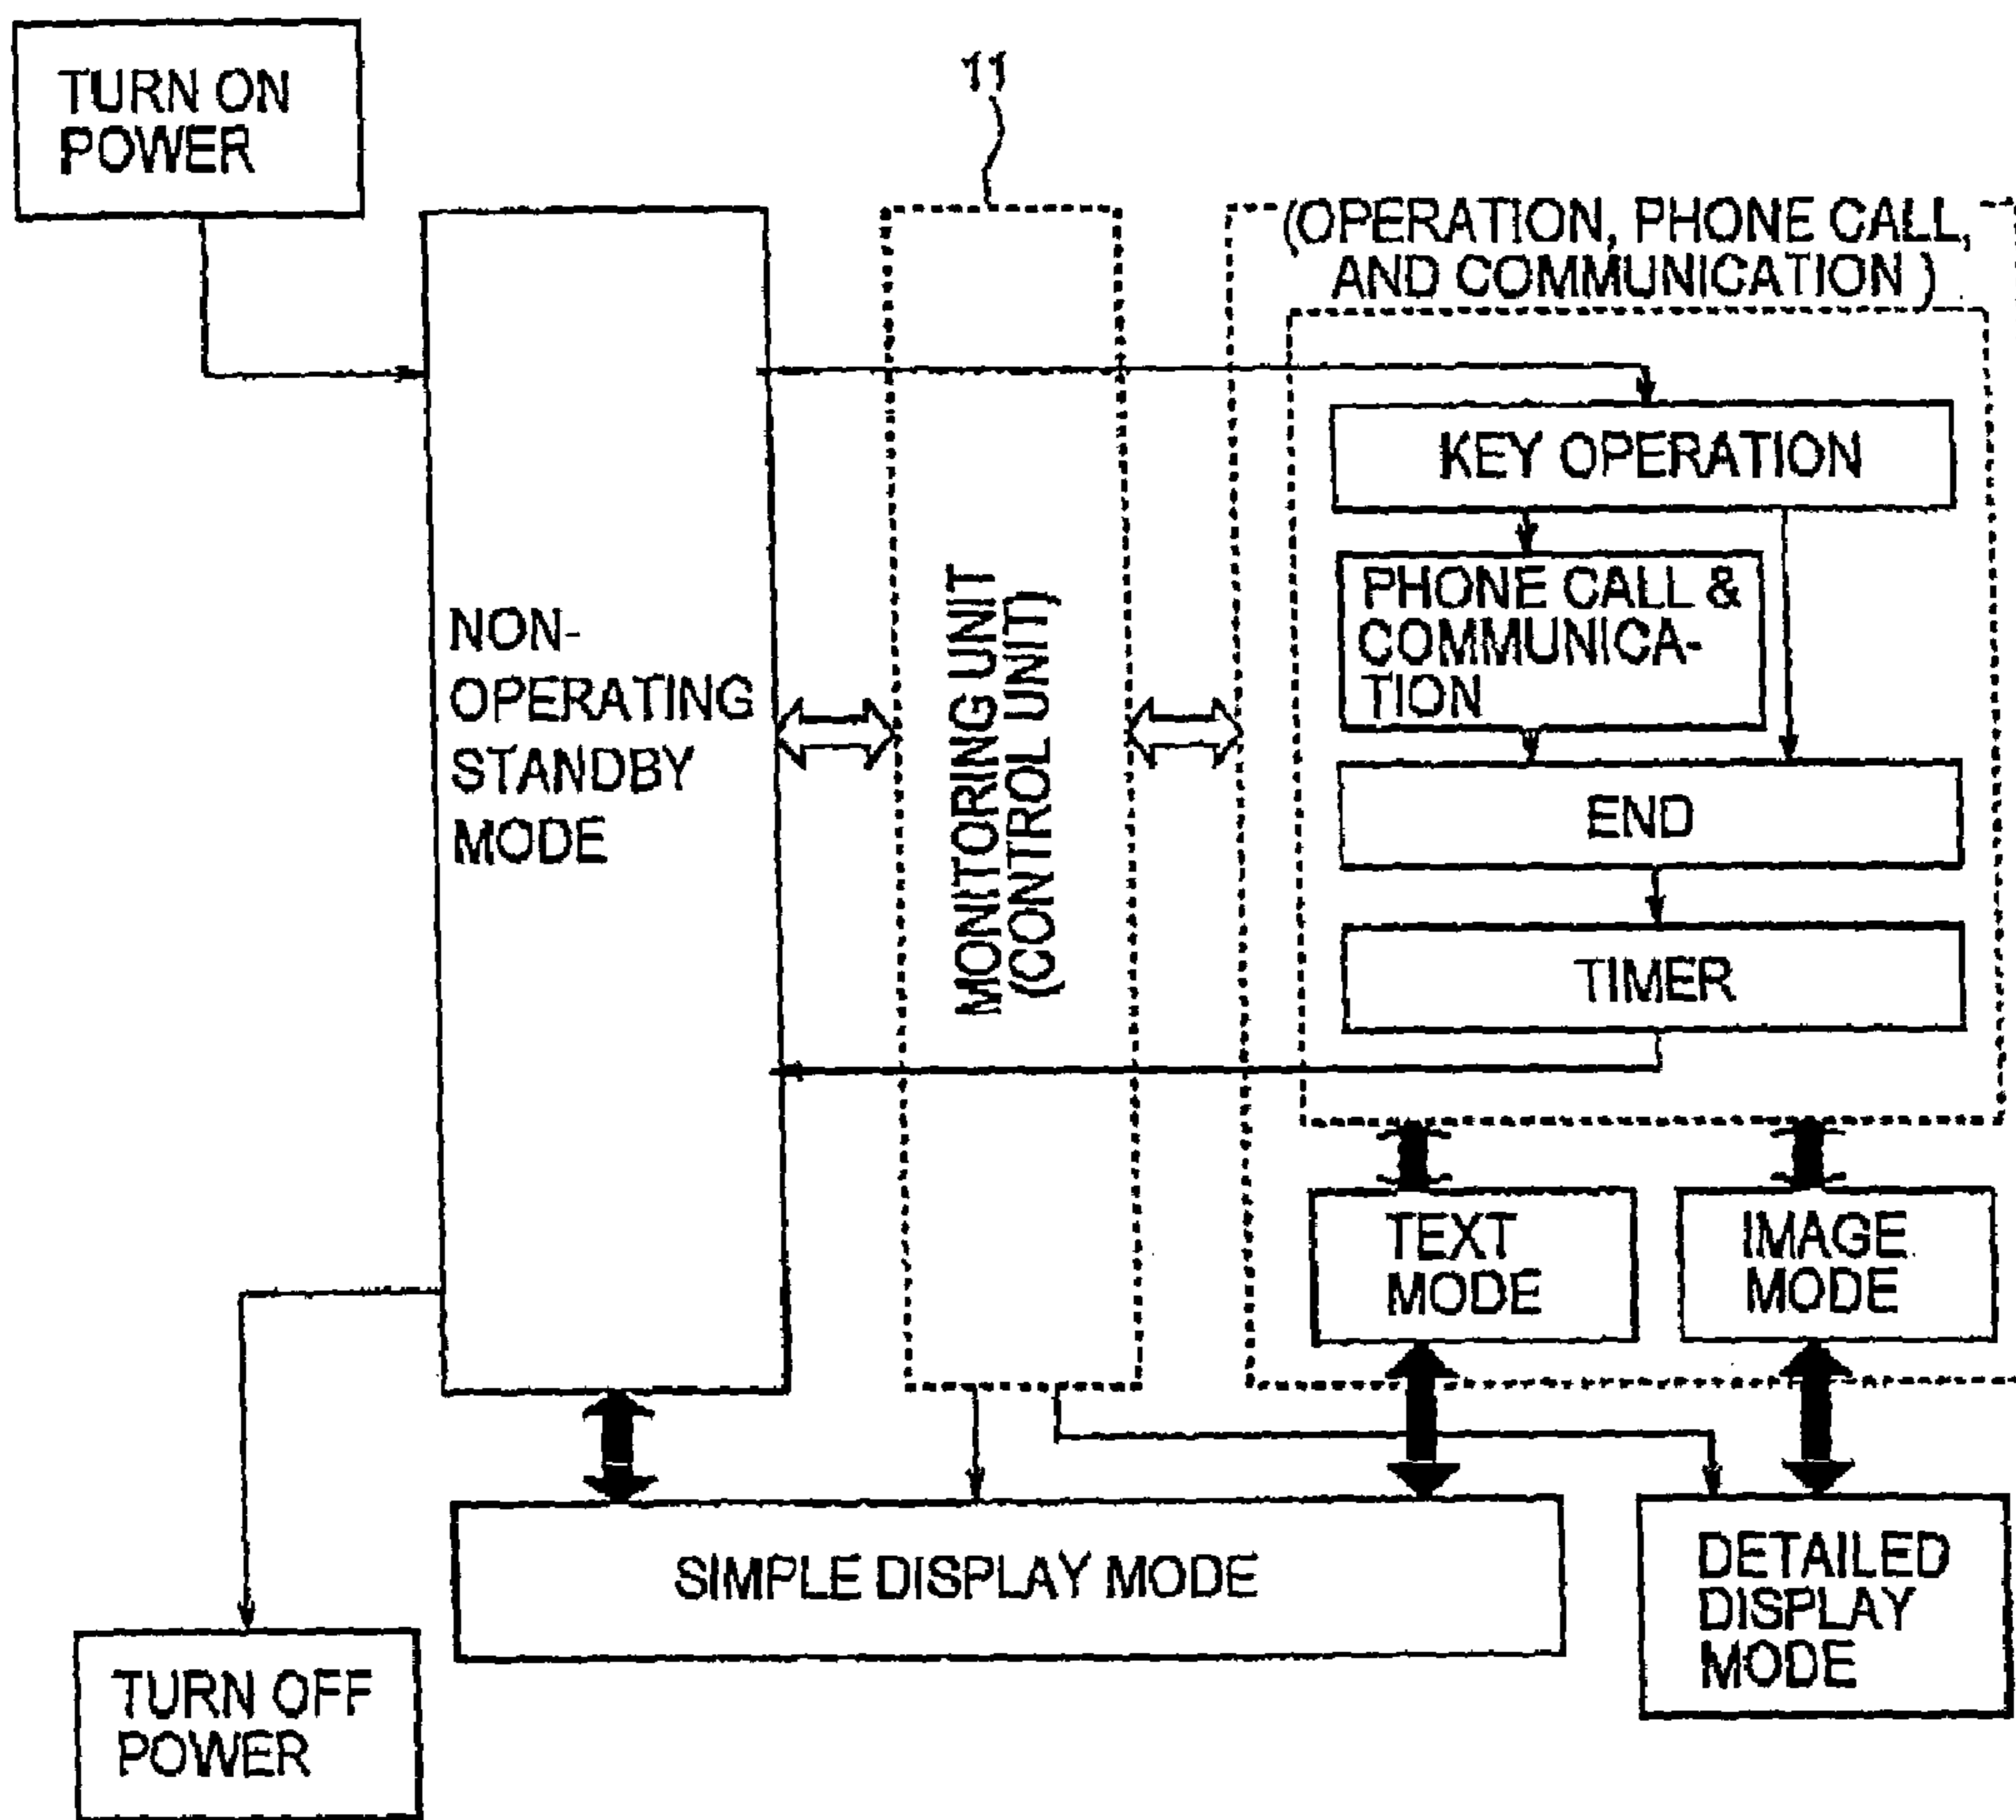 TURN ON
POWER
11
(OPERATION, PHONE CALL,
AND COMMUNICATION )
KEY OPERATION
PHONE CALL &
COMMUNICA-
TION
NON-
OPERATING
STANDBY
MODE
MONITORING UNIT
(CONTROL UNIT)
END
TIMER
TEXT
MODE
IMAGE
MODE
SIMPLE DISPLAY MODE
DETAILED
DISPLAY
MODE
TURN OFF
POWER